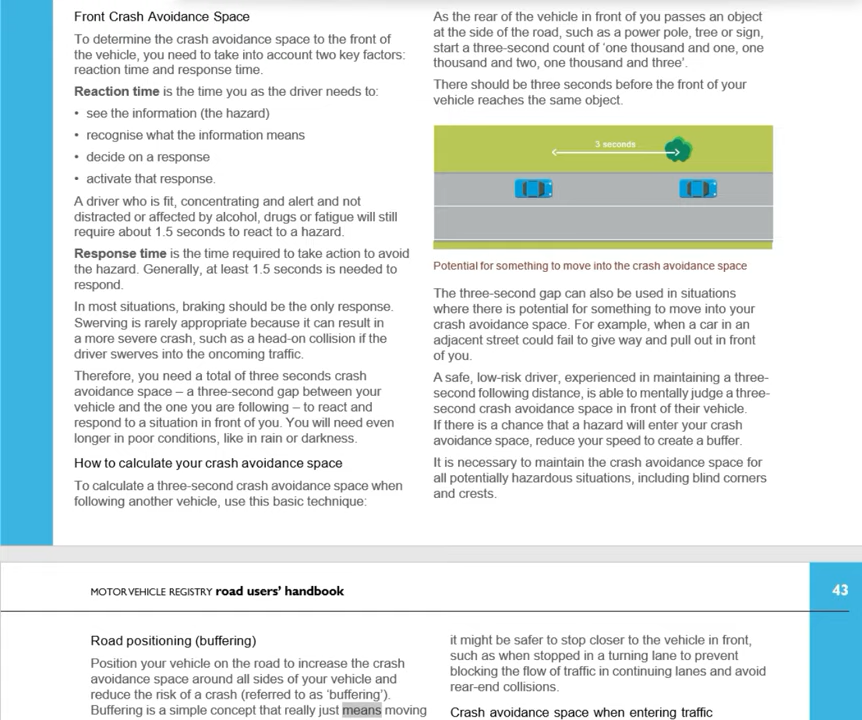 Front Crash Avoidance Space
To determine the crash avoidance space to the front of
the vehicle, you need to take into account two key factors:
reaction time and response time.
Reaction time is the time you as the driver needs to:
• see the information (the hazard)
• recognise what the information means
• decide on a response
• activate that response.
A driver who is fit, concentrating and alert and not
distracted or affected by alcohol, drugs or fatigue will still
require about 1.5 seconds to react to a hazard.
Response time is the time required to take action to avoid
the hazard. Generally, at least 1.5 seconds is needed to
respond.
In most situations, braking should be the only response.
Swerving is rarely appropriate because it can result in
a more severe crash, such as a head-on collision if the
driver swerves into the oncoming traffic.
Therefore, you need a total of three seconds crash
avoidance space – a three-second gap between your
vehicle and the one you are following – to react and
respond to a situation in front of you. You will need even
longer in poor conditions, like in rain or darkness.
How to calculate your crash avoidance space
To calculate a three-second crash avoidance space when
following another vehicle, use this basic technique:
As the rear of the vehicle in front of you passes an object
at the side of the road, such as a power pole, tree or sign,
start a three-second count of ‘one thousand and one, one
thousand and two, one thousand and three’.
There should be three seconds before the front of your
vehicle reaches the same object.
3 seconds
Potential for something to move into the crash avoidance space
The three-second gap can also be used in situations
where there is potential for something to move into your
crash avoidance space. For example, when a car in an
adjacent street could fail to give way and pull out in front
of you.
A safe, low-risk driver, experienced in maintaining a three-
second following distance, is able to mentally judge a three-
second crash avoidance space in front of their vehicle.
If there is a chance that a hazard will enter your crash
avoidance space, reduce your speed to create a buffer.
It is necessary to maintain the crash avoidance space for
all potentially hazardous situations, including blind corners
and crests.
MOTOR VEHICLE REGISTRY road users’ handbook
43
Road positioning (buffering)
Position your vehicle on the road to increase the crash
avoidance space around all sides of your vehicle and
reduce the risk of a crash (referred to as ‘buffering’).
Buffering is a simple concept that really just means moving
it might be safer to stop closer to the vehicle in front,
such as when stopped in a turning lane to prevent
blocking the flow of traffic in continuing lanes and avoid
rear-end collisions.
Crash avoidance space when entering traffic